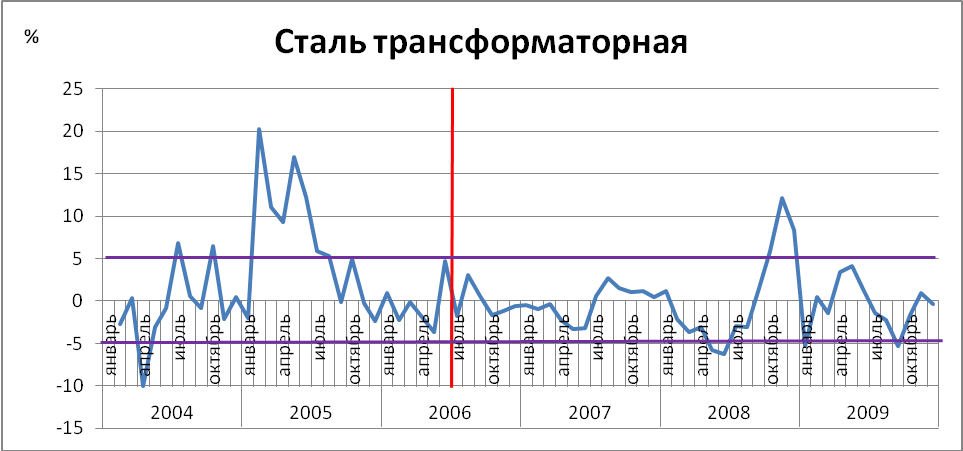 %
Сталь трансформаторная
25
20
15
10
5
0
-5
-10
-15
январь
апрель
июль
октябрь
январь
апрель
июль
октябрь
январь
апрель
июль
октябрь
январь
апрель
июль
октябрь
январь
апрель
июль
октябрь
январь
апрель
июль
октябрь
2004 2005 2006 2007 2008 2009